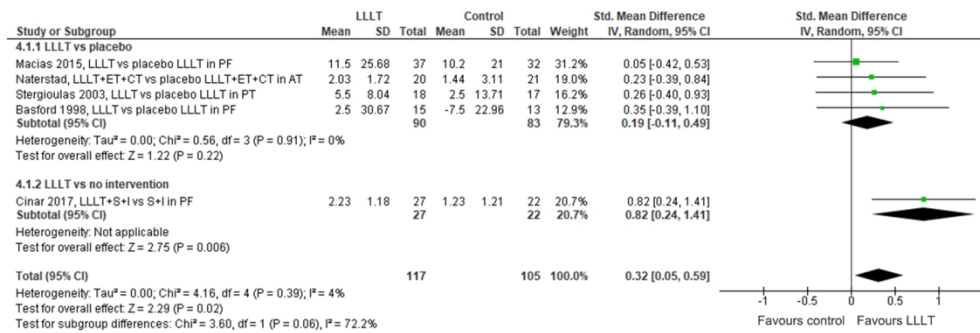 LLLT Control Std. Mean Difference Std. Mean Difference
Study or Subgroup Mean SD Total Mean SD Total Weight IV, Random, 95% CI IV, Random, 95% CI
4.1.1 LLLT vs placebo
Macias 2015, LLLT vs placebo LLLT in PF 11.5 25.68 37 10.2 21 32 31.7% 0.05 [-0.42, 0.53]
Naterstad, LLLT+ET+CT vs placebo LLLT+ET+CT in AT 2.03 1.72 20 1.44 3.11 21 19.0% 0.23 [-0.39, 0.84]
Stergioulas 2003, LLLT vs placebo LLLT in PT 5.5 8.04 18 2.5 13.71 17 16.2% 0.26 [-0.40, 0.93]
Basford 1998, LLLT vs placebo LLLT in PF 2.5 30.67 15 -7.5 22.96 13 12.9% 0.35 [-0.39, 1.10]
Subtotal (95% CI) 90 83 79.3% 0.19 [-0.11, 0.49]
Heterogeneity: Tau² = 0.00; Chi² = 0.56, df = 3 (P = 0.91); I² = 0%
Test for overall effect: Z = 1.22 (P = 0.22)
4.1.2 LLLT vs no intervention
Cinar 2017, LLLT+S+I vs S+I in PF 2.23 1.18 27 1.23 1.21 22 20.7% 0.82 [0.24, 1.41]
Subtotal (95% CI) 27 22 20.7% 0.82 [0.24, 1.41]
Heterogeneity: Not applicable
Test for overall effect: Z = 2.75 (P = 0.006)
Total (95% CI) 117 105 100.0% 0.32 [0.05, 0.59]
Heterogeneity: Tau² = 0.00; Chi² = 4.16, df = 4 (P = 0.39); I² = 4%
Test for overall effect: Z = 2.29 (P = 0.02)
Test for subgroup differences: Chi² = 3.60, df = 1 (P = 0.06), I² = 72.2%
-1 -0.5 0 0.5 1
Favours control Favours LLLT